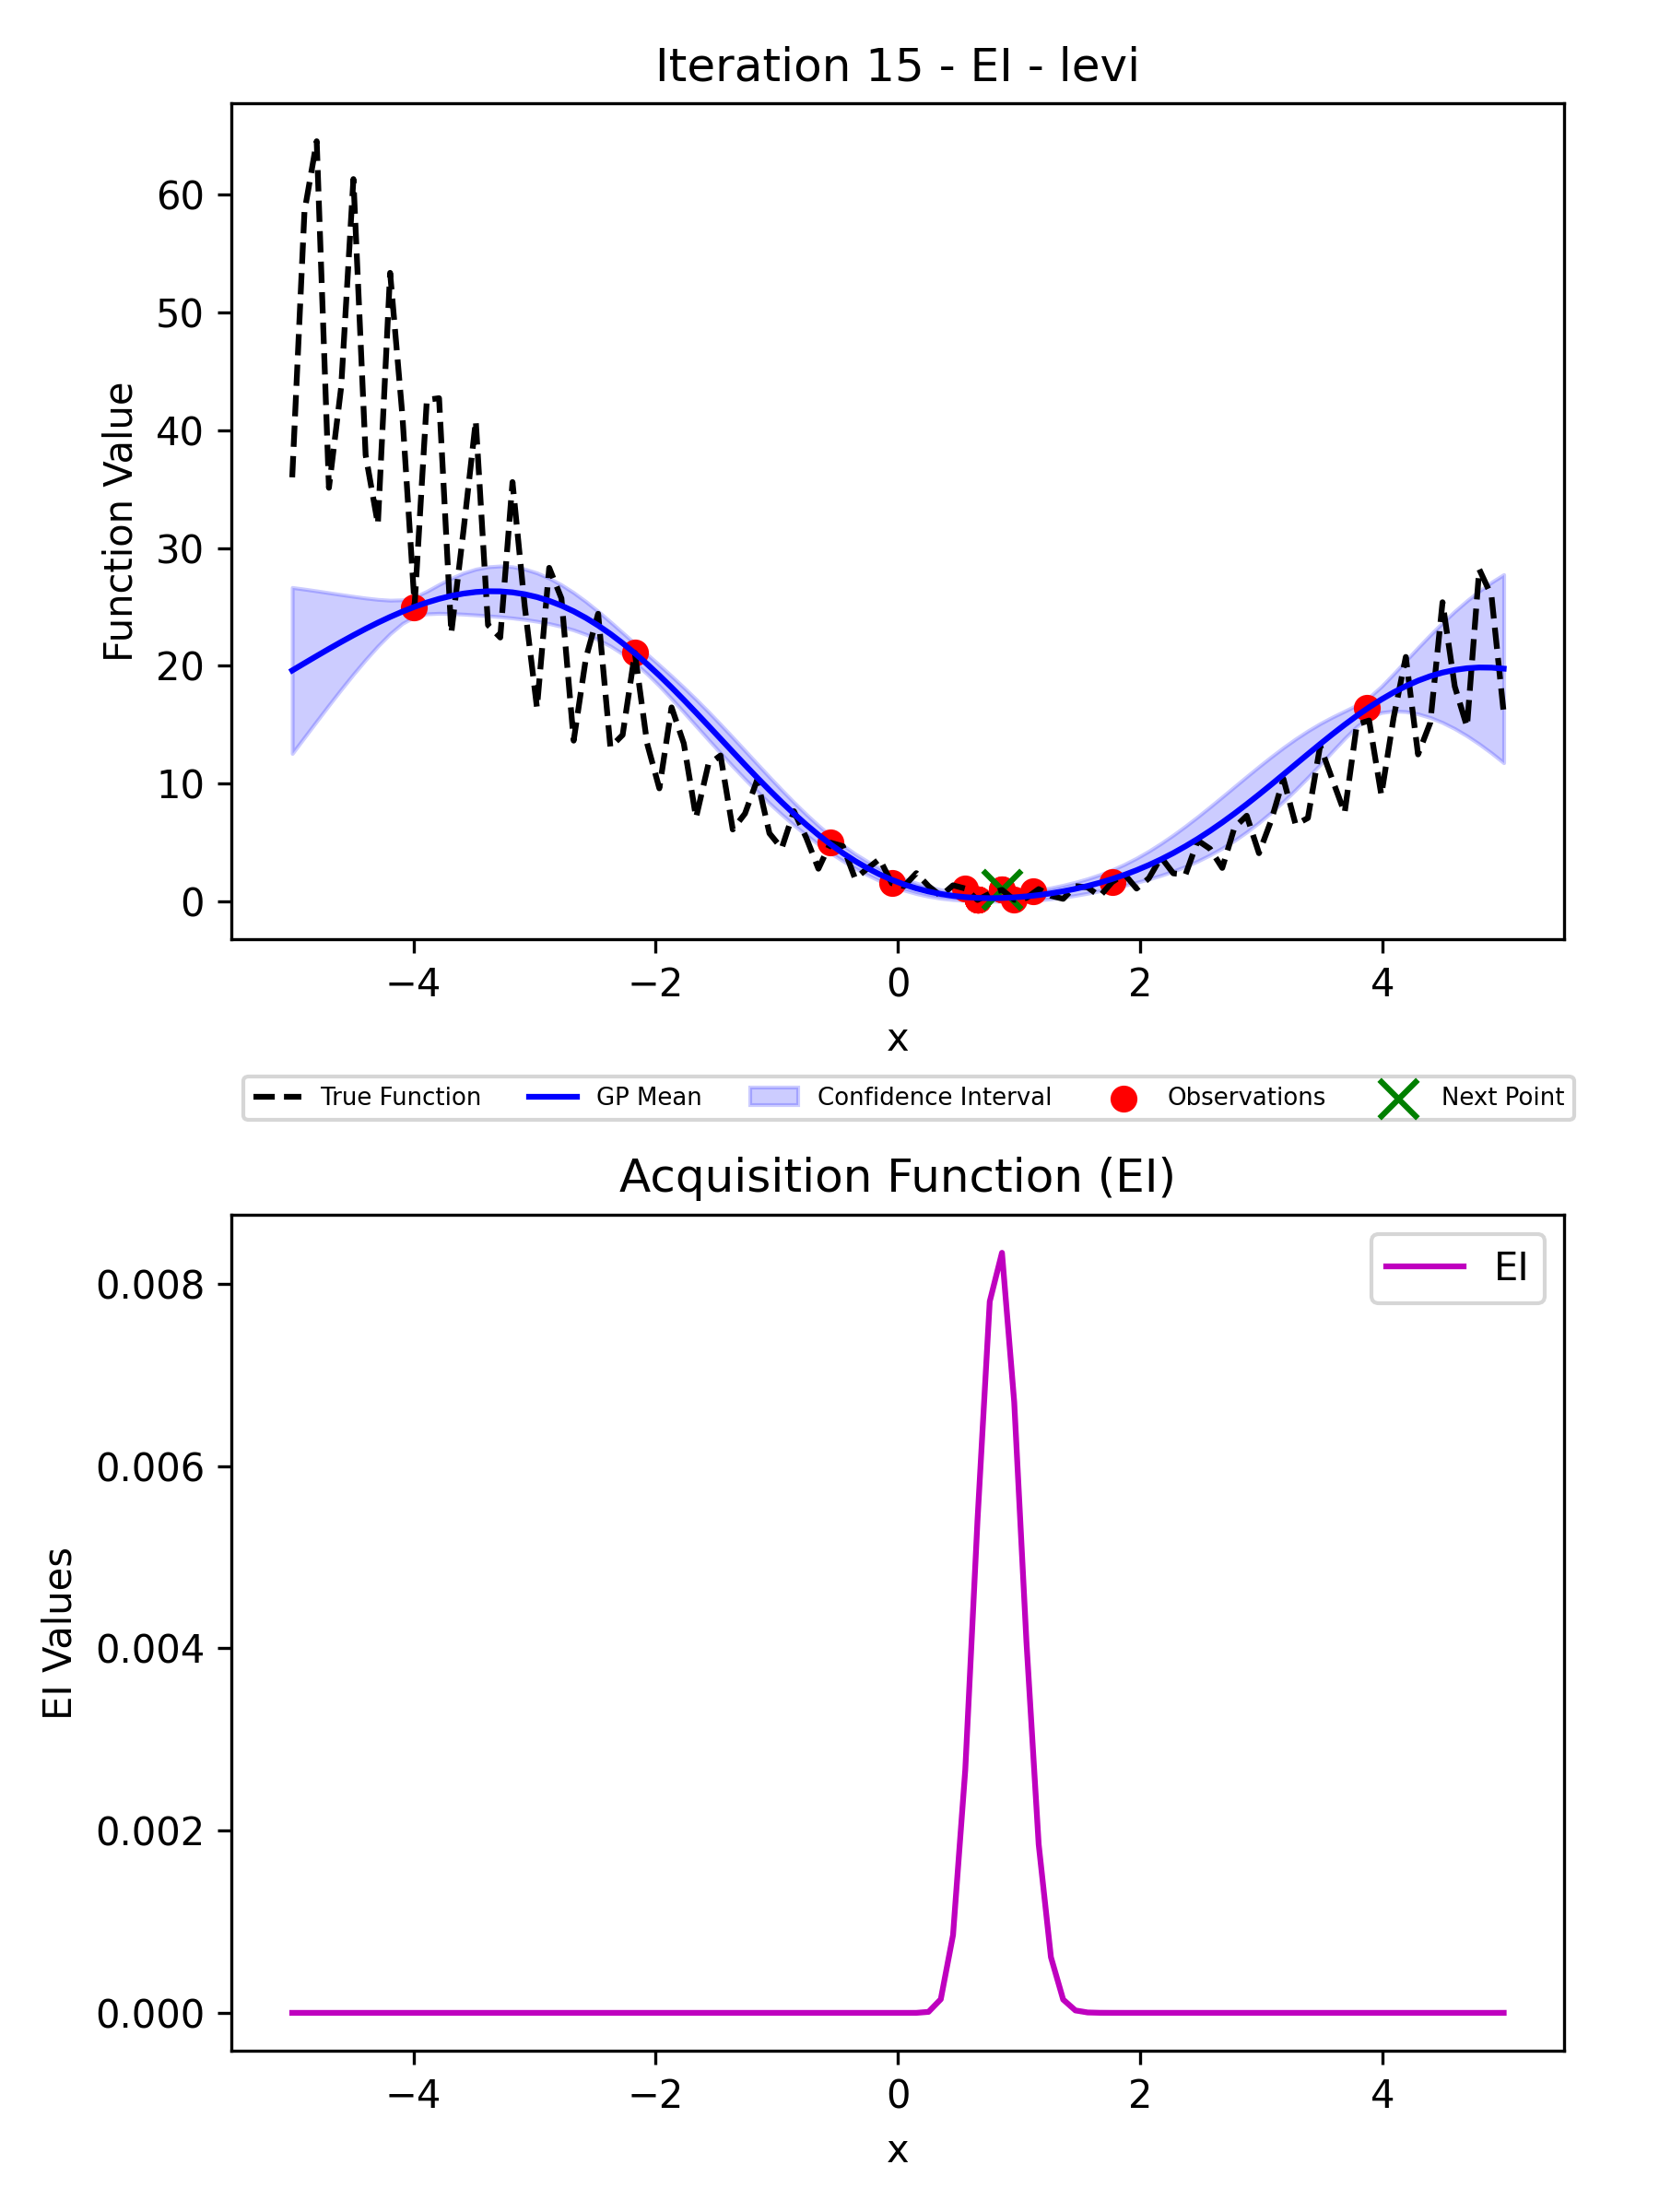 Iteration 15 - EI - levi
Function Value
60
50
40
30
20
10
0
−4 −2 0 2 4
x
True Function GP Mean Confidence Interval Observations Next Point
Acquisition Function (EI)
EI
EI Values
0.008
0.006
0.004
0.002
0.000
−4 −2 0 2 4
x